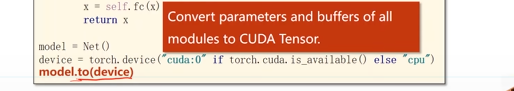 x = self.fc(x)
return x
Convert parameters and buffers of all
modules to CUDA Tensor.
model = Net()
device = torch.device("cuda:0" if torch.cuda.is_available() else "cpu")
model.to(device)